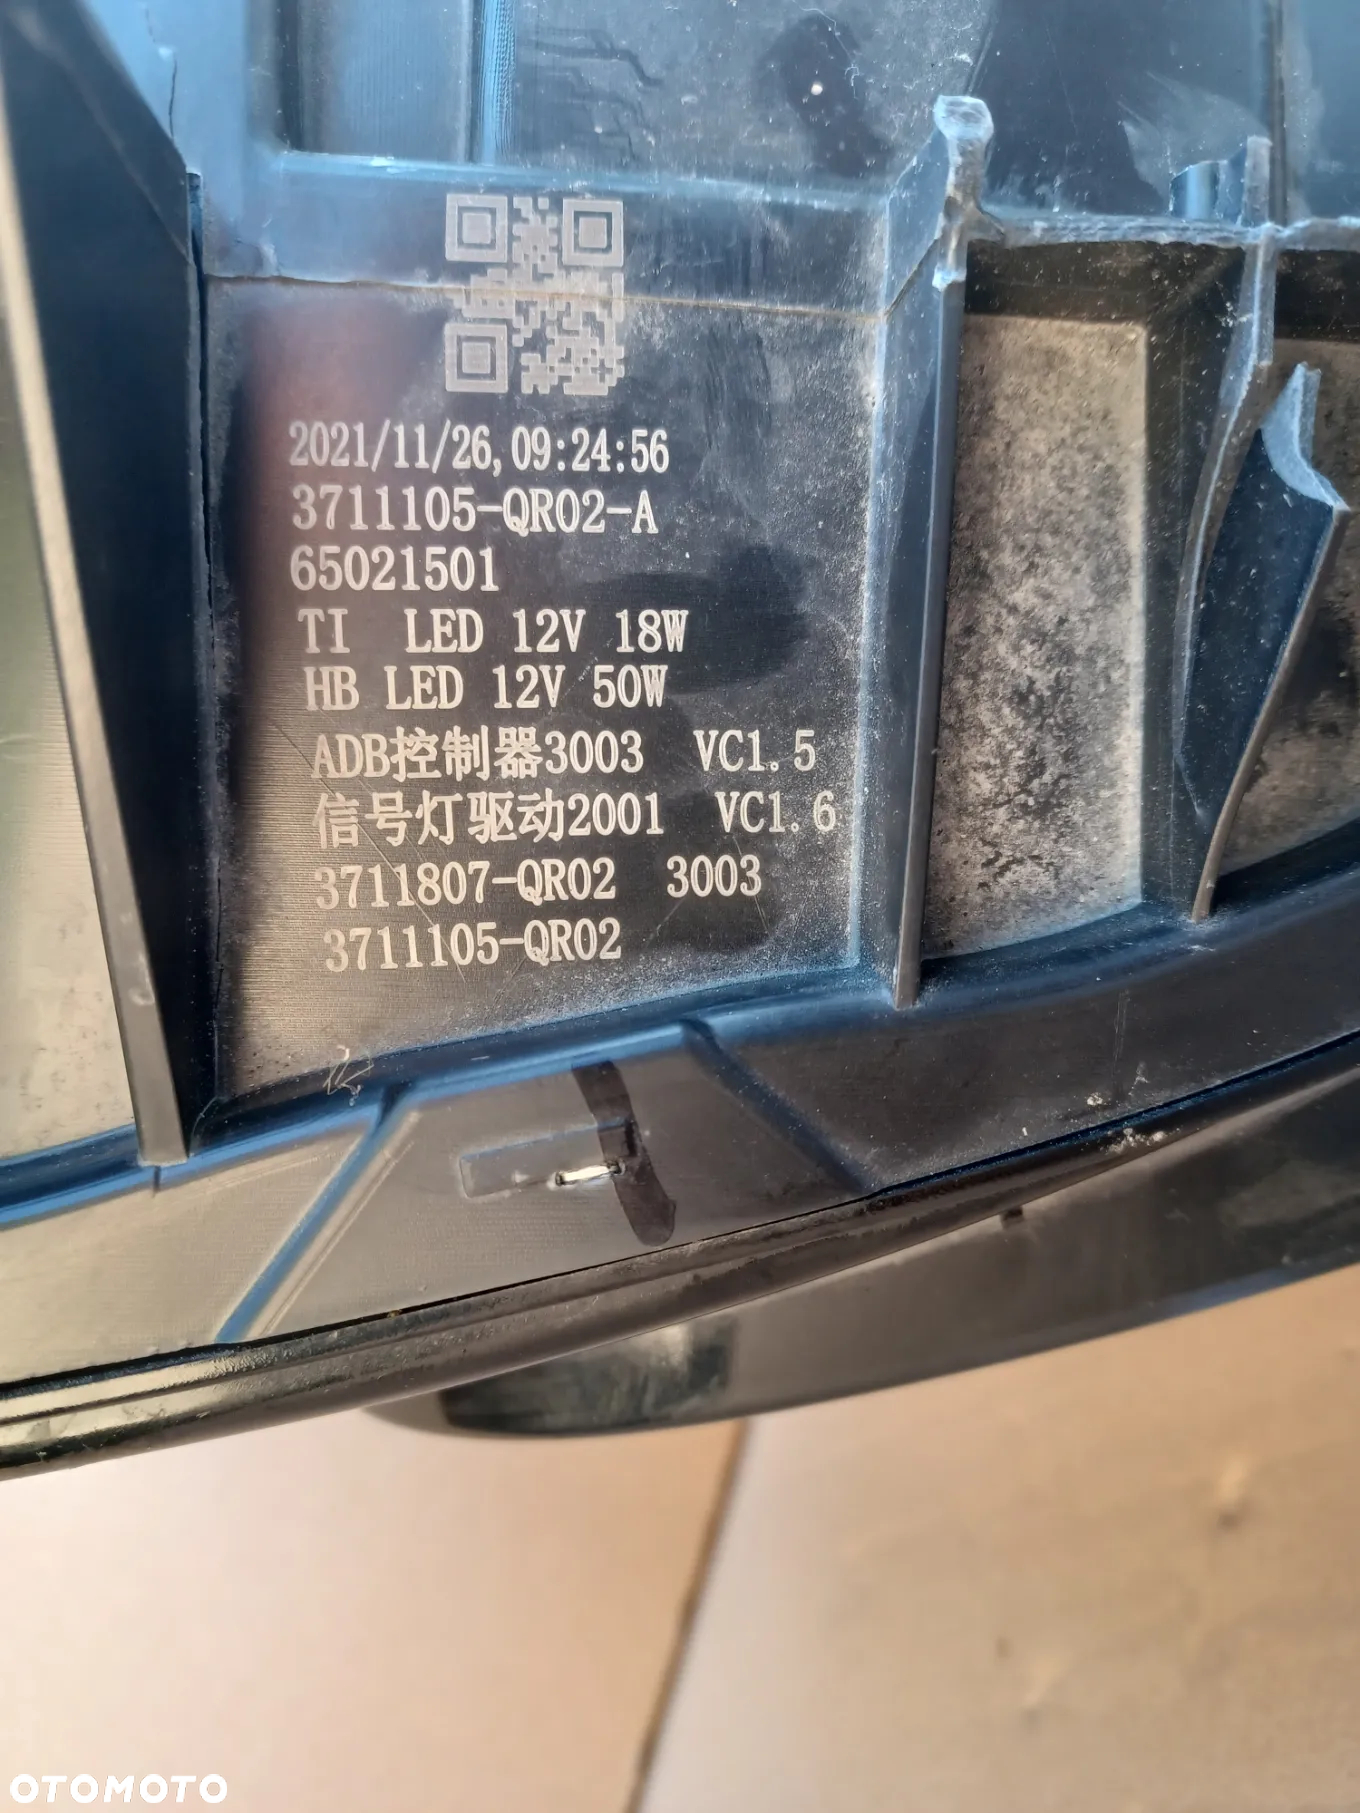 2021/11/26,09:24:56
3711105-QR02-A
65021501
TI LED 12V 18W
HB LED 12V 50W
ADB控制器3003 VC1.5
信号灯驱动2001 VC1.6
3711807-QR02 3003
3711105-QR02
OTOMOTO